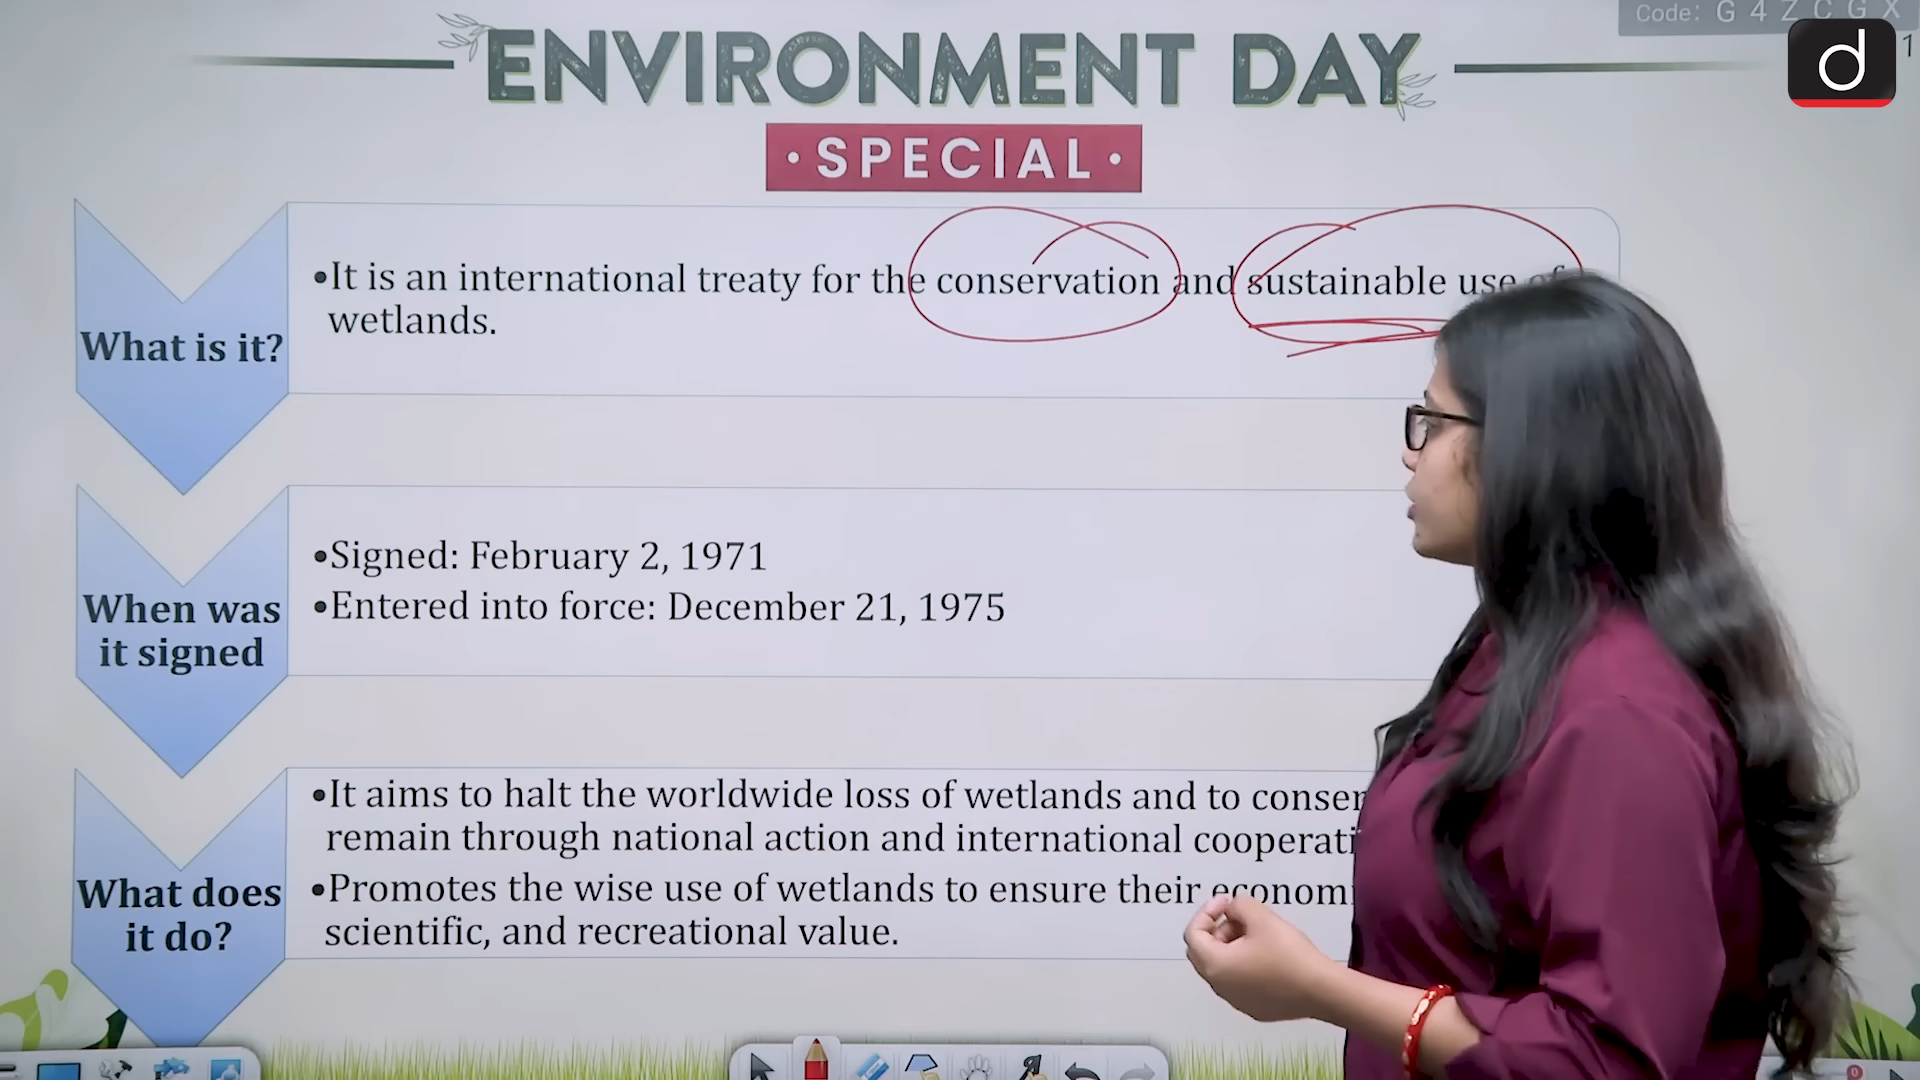 Code: G 4 Z C G X
d
1
ENVIRONMENT DAY
• SPECIAL •
What is it?
•It is an international treaty for the conservation and sustainable use of
wetlands.
When was
it signed
•Signed: February 2, 1971
•Entered into force: December 21, 1975
What does
it do?
•It aims to halt the worldwide loss of wetlands and to conser
remain through national action and international cooperati
•Promotes the wise use of wetlands to ensure their economi
scientific, and recreational value.